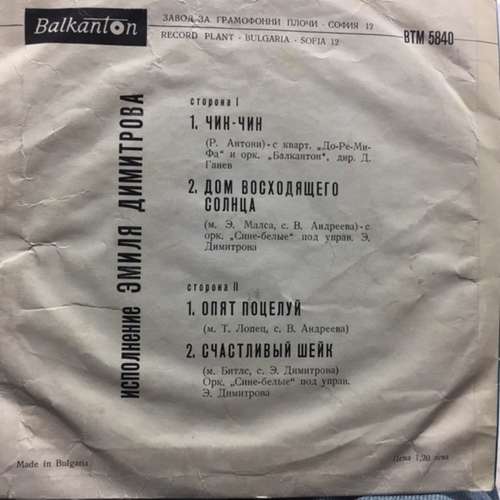 Balkanton
ЗАВОД ЗА ГРАМОФОННИ ПЛОЧИ · СОФИЯ 12
RECORD PLANT · BULGARIA · SOFIA 12
ВТМ 5840
исполнение ЭМИЛЯ ДИМИТРОВА
сторона I
1. ЧИН-ЧИН
(Р. Антони)-с кварт. „До-Ре-Ми-
Фа" и орк. „Балкантон", дир. Д.
Ганев
2. ДОМ ВОСХОДЯЩЕГО
СОЛНЦА
(м. Э. Малса, с. В. Андреева)-с
орк. „Сине-белые" под управ. Э.
Димитрова
сторона II
1. ОПЯТ ПОЦЕЛУЙ
(м. Т. Лопец, с. В. Андреева)
2. СЧАСТЛИВЫЙ ШЕЙК
(м. Битлс, с. Э. Димитрова)
Орк. „Сине-белые" под управ.
Э. Димитрова
Made in Bulgaria
Цена 1,20 лева